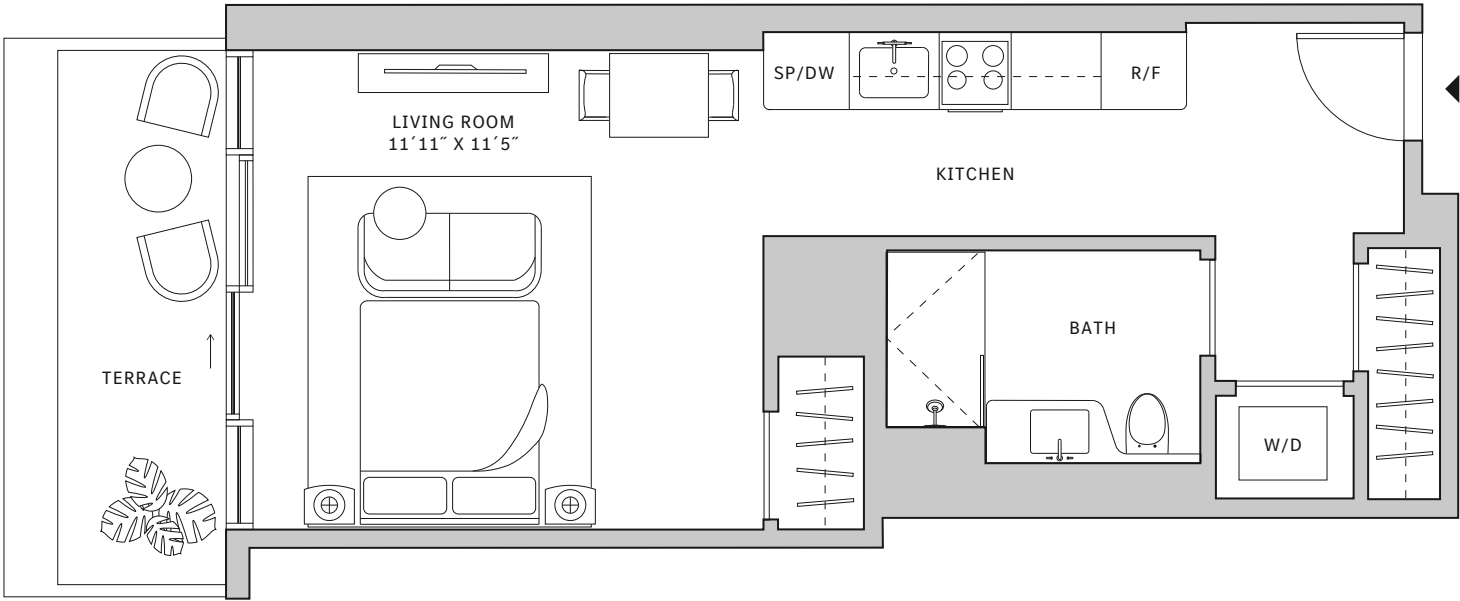 SP/DW
R/F
LIVING ROOM
11´11˝ X 11´5˝
KITCHEN
BATH
TERRACE
W/D